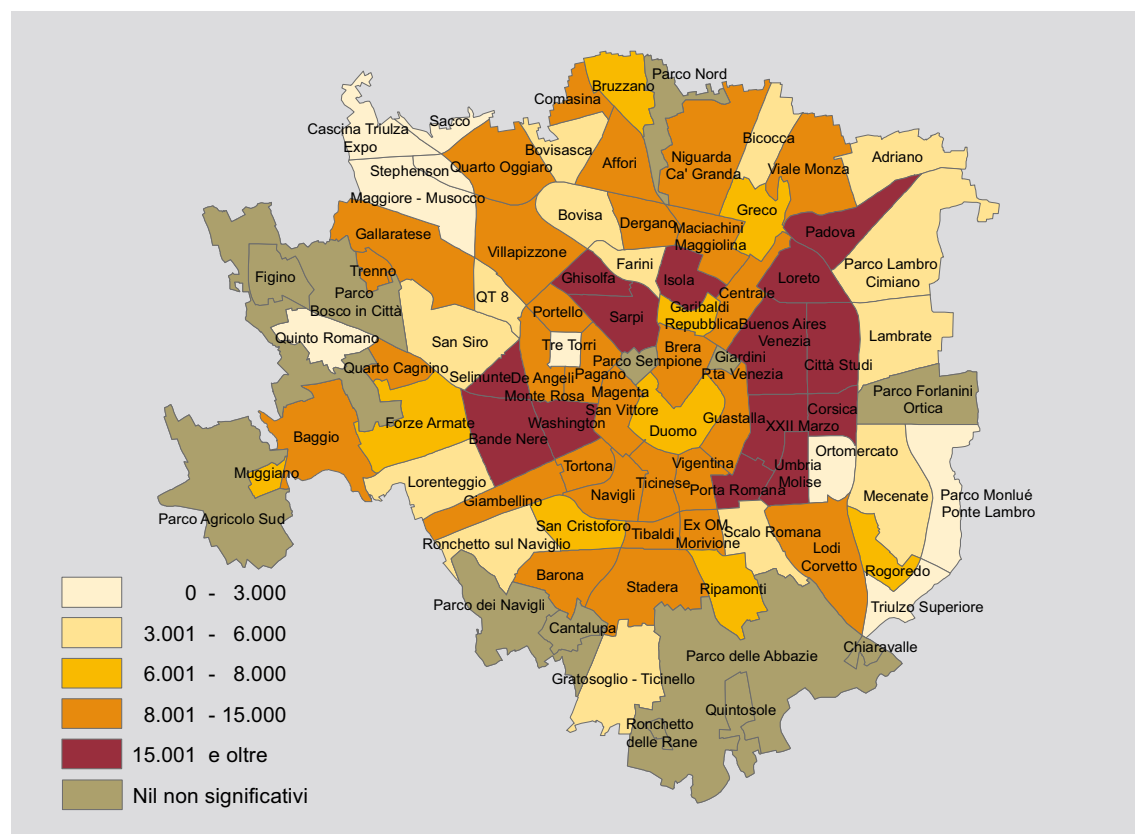 Parco Nord
Bruzzano
Comasina
Sacco
Cascina Triulza
Expo
Bovisasca
Bicocca
Adriano
Stephenson
Quarto Oggiaro
Affori
Niguarda
Ca' Granda
Viale Monza
Maggiore - Musocco
Bovisa
Dergano
Greco
Gallaratese
Maciachini
Maggiolina
Padova
Villapizzone
Figino
Trenno
Farini
Parco Lambro
Cimiano
Ghisolfa
Isola
Loreto
Parco
Bosco in Città
QT 8
Centrale
Portello
Sarpi
Garibaldi
Repubblica
Buenos Aires
Venezia
Quinto Romano
San Siro
Tre Torri
Brera
Lambrate
Parco Sempione
Giardini
P.ta Venezia
Città Studi
Quarto Cagnino
Selinunte
De Angeli
Monte Rosa
Pagano
Magenta
San Vittore
Parco Forlanini
Ortica
Forze Armate
Washington
Guastalla
Corsica
XXII Marzo
Baggio
Bande Nere
Duomo
Ortomercato
Muggiano
Lorenteggio
Tortona
Vigentina
Umbria
Molise
Giambellino
Navigli
Ticinese
Porta Romana
Mecenate
Parco Monlué
Ponte Lambro
Parco Agricolo Sud
San Cristoforo
Tibaldi
Ex OM
Morivione
Scalo Romana
Ronchetto sul Naviglio
Lodi
Corvetto
Barona
Stadera
Ripamonti
Rogoredo
Parco dei Navigli
Triulzo Superiore
Cantalupa
Chiaravalle
Parco delle Abbazie
Gratosoglio - Ticinello
Quintosole
Ronchetto
delle Rane
0 - 3.000
3.001 - 6.000
6.001 - 8.000
8.001 - 15.000
15.001 e oltre
Nil non significativi